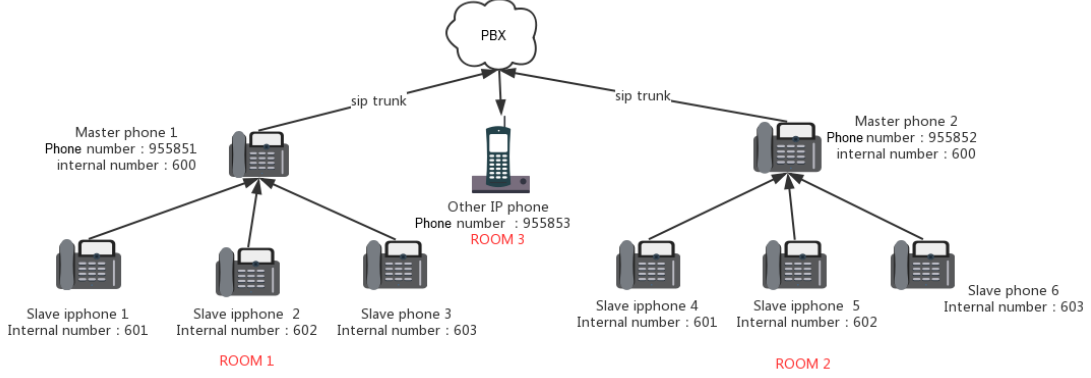 PBX
sip trunk
sip trunk
Master phone 1
Phone number : 955851
internal number : 600
Master phone 2
Phone number : 955852
internal number : 600
Other IP phone
Phone number : 955853
ROOM 3
Slave ipphone 1
Internal number : 601
Slave ipphone 2
Internal number : 602
Slave phone 3
Internal number : 603
ROOM 1
Slave ipphone 4
Internal number : 601
Slave ipphone 5
Internal number : 602
Slave phone 6
Internal number : 603
ROOM 2